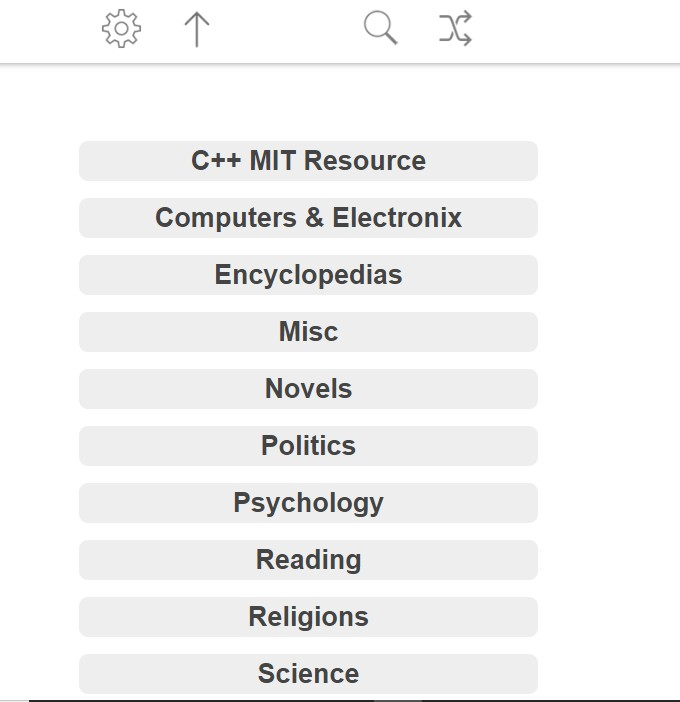 C++ MIT Resource
Computers & Electronix
Encyclopedias
Misc
Novels
Politics
Psychology
Reading
Religions
Science